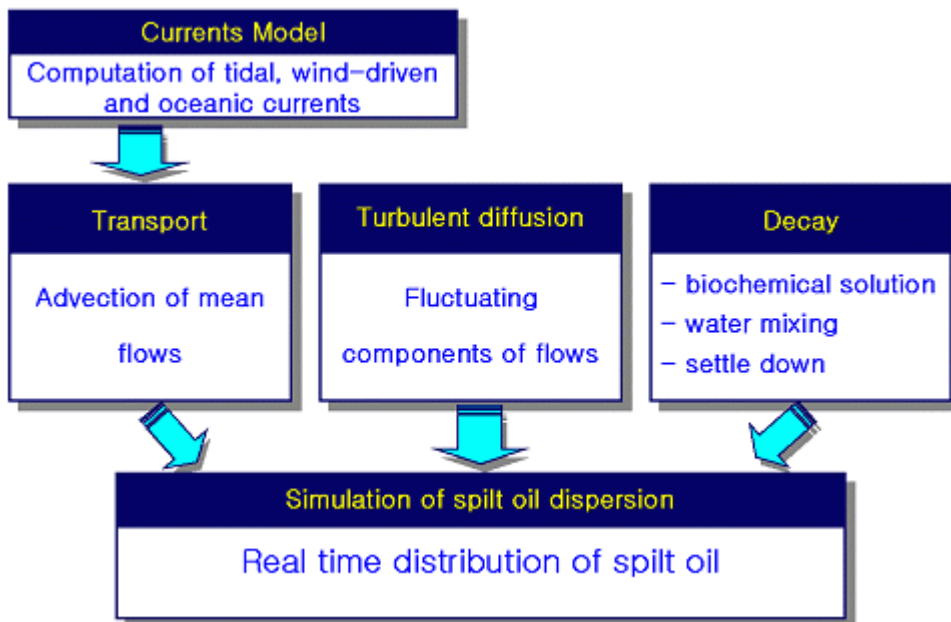 Currents Model
Computation of tidal, wind-driven
and oceanic currents
Transport
Advection of mean
flows
Turbulent diffusion
Fluctuating
components of flows
Decay
- biochemical solution
- water mixing
- settle down
Simulation of spilt oil dispersion
Real time distribution of spilt oil